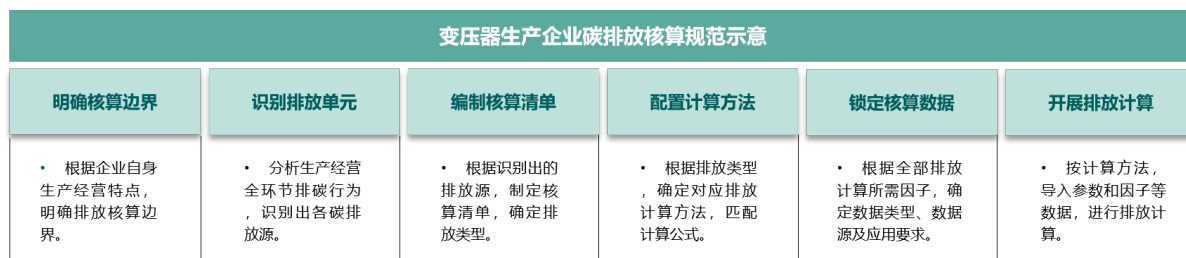 变压器生产企业碳排放核算规范示意
明确核算边界
• 根据企业自身
生产经营特点，
明确排放核算边
界。
识别排放单元
• 分析生产经营
全环节排碳行为
，识别出各碳排
放源。
编制核算清单
• 根据识别出的
排放源，制定核
算清单，确定排
放类型。
配置计算方法
• 根据排放类型
，确定对应排放
计算方法，匹配
计算公式。
锁定核算数据
• 根据全部排放
计算所需因子，确
定数据类型、数据
源及应用要求。
开展排放计算
• 按计算方法，
导入参数和因子等
数据，进行排放计
算。